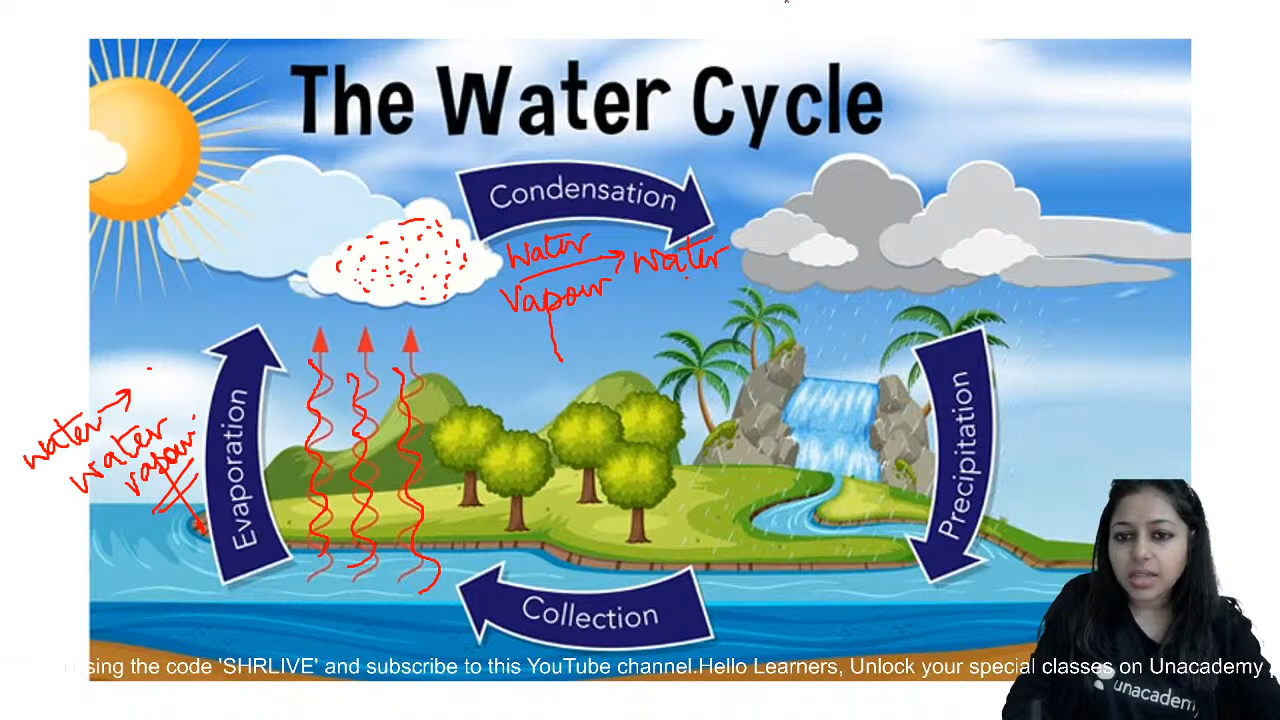 The Water Cycle
Condensation
Water → water
vapour
Evaporation
water →
water
vapour
Precipitation
Collection
using the code 'SHRLIVE' and subscribe to this YouTube channel.Hello Learners, Unlock your special classes on Unacademy
unacademy